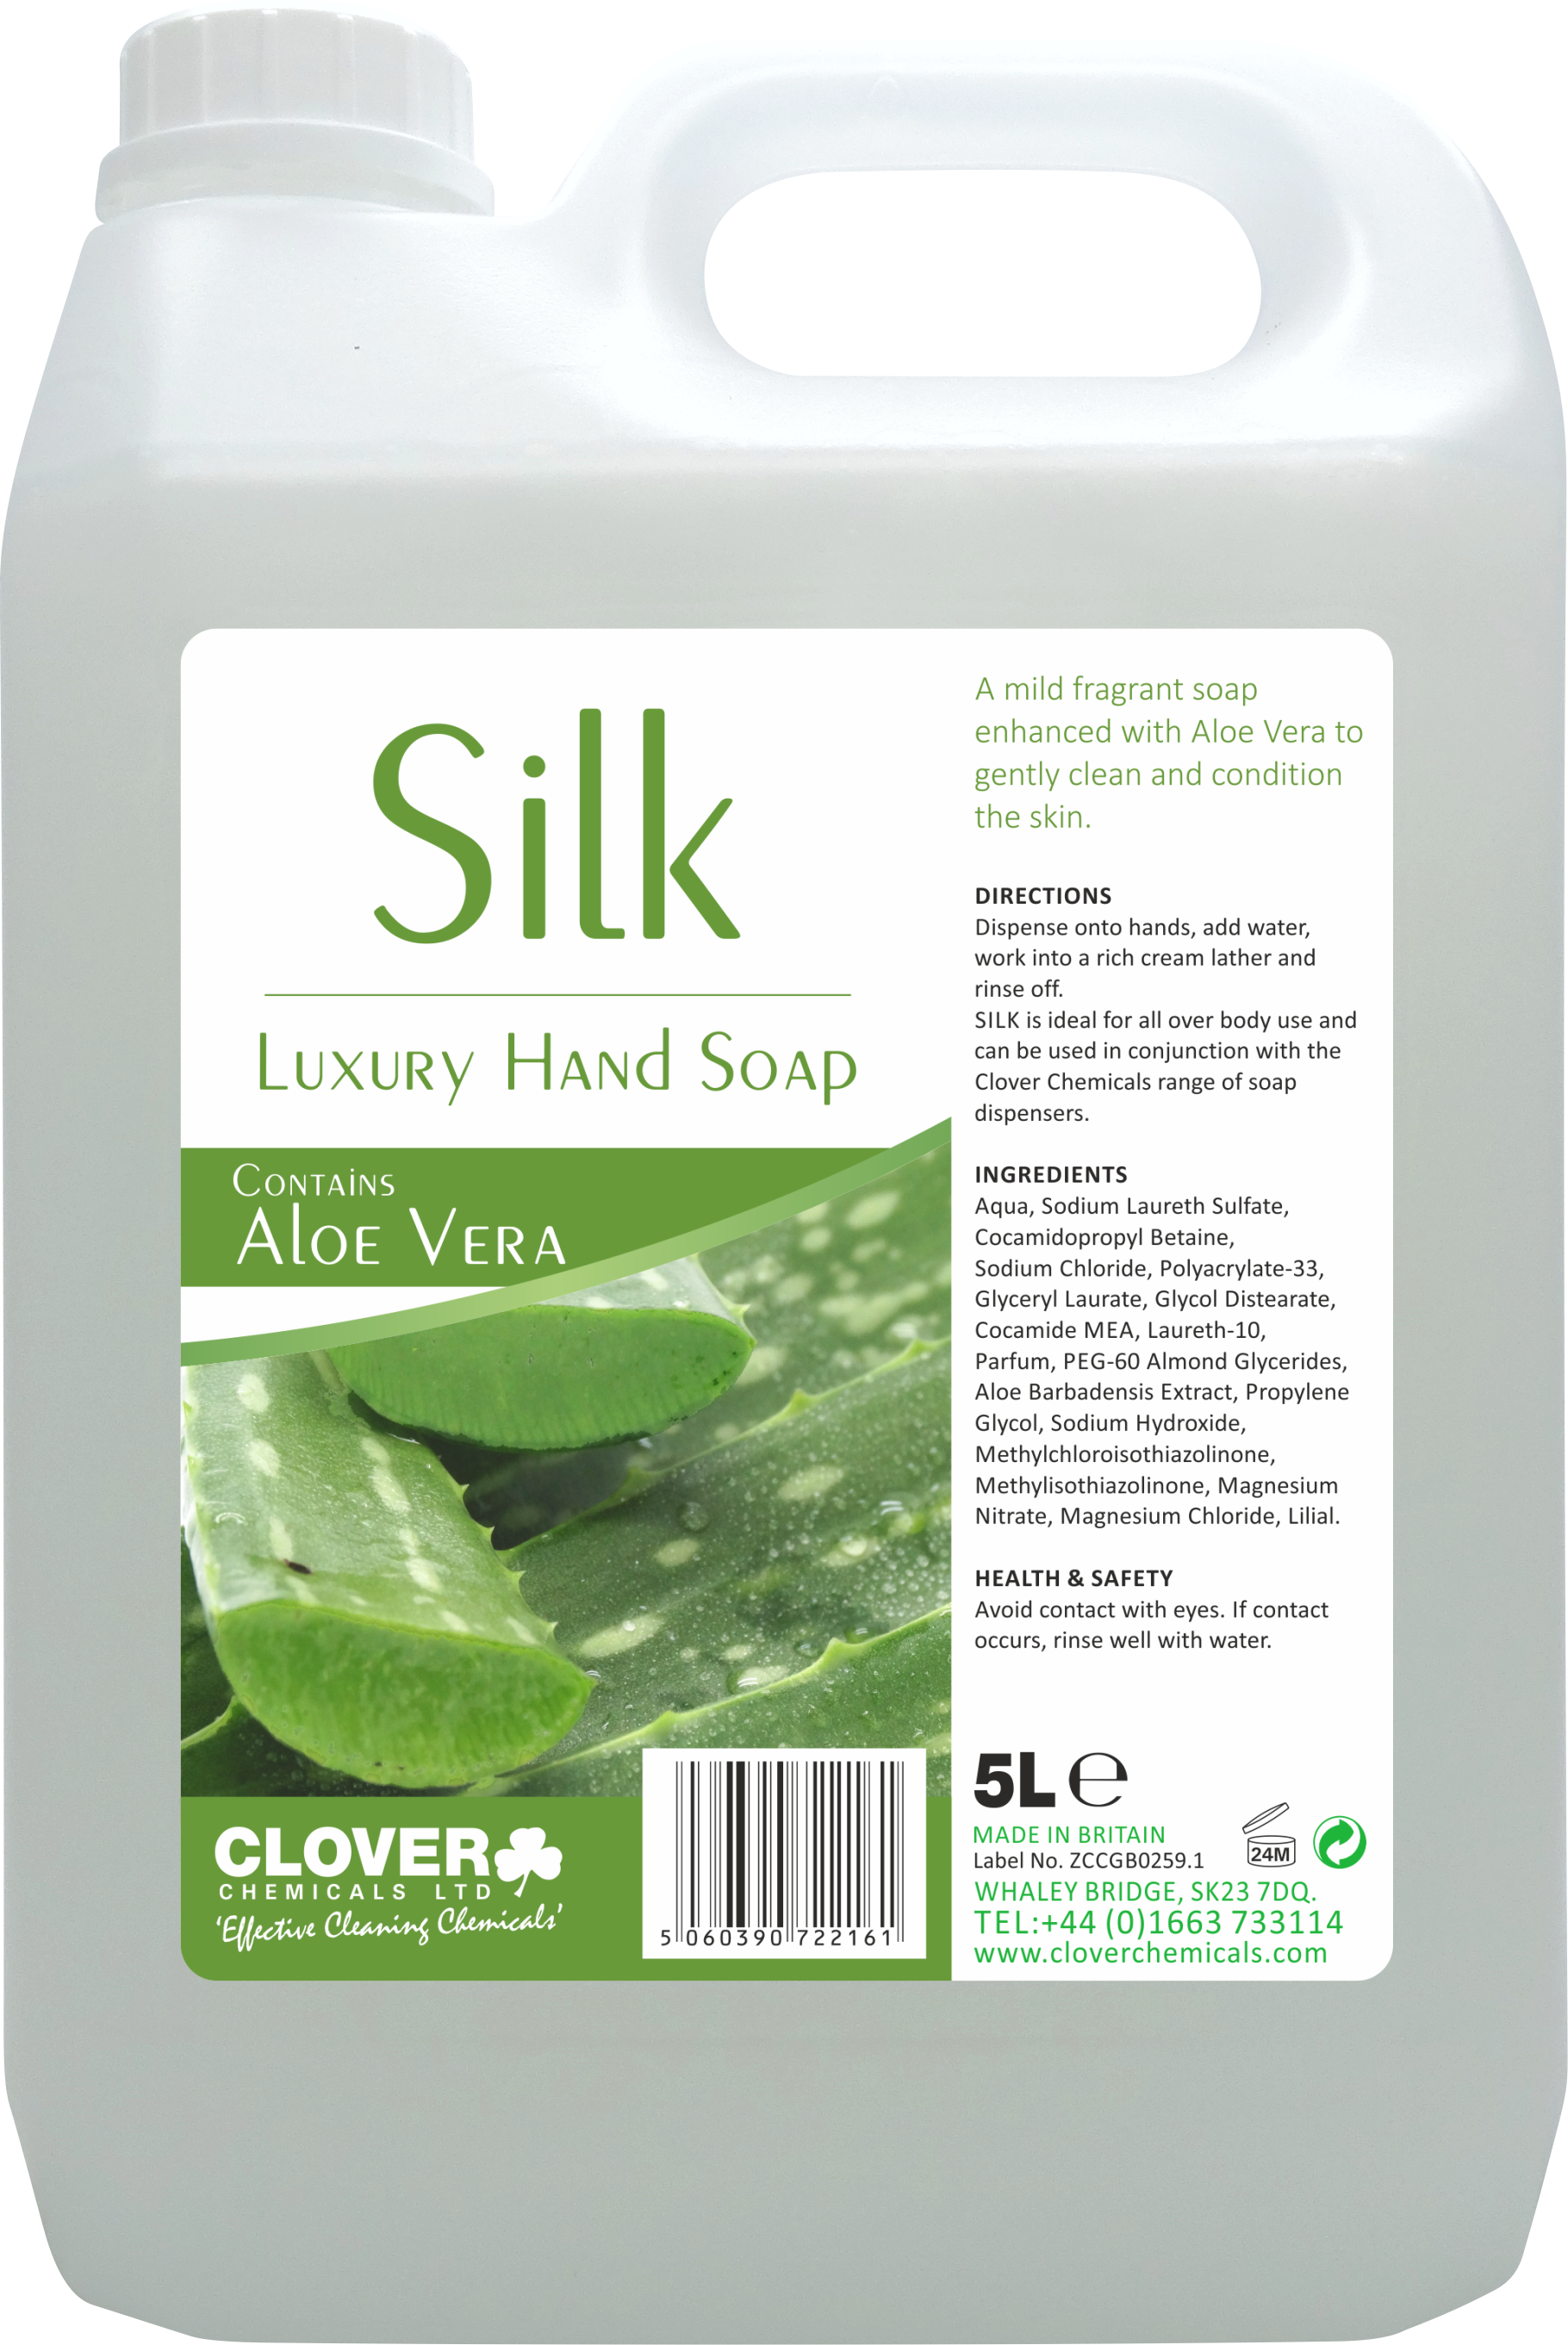 Silk
Luxury Hand Soap
Contains
Aloe Vera
CLOVER
CHEMICALS LTD
'Effective Cleaning Chemicals'
5 060390 722161
A mild fragrant soap
enhanced with Aloe Vera to
gently clean and condition
the skin.
DIRECTIONS
Dispense onto hands, add water,
work into a rich cream lather and
rinse off.
SILK is ideal for all over body use and
can be used in conjunction with the
Clover Chemicals range of soap
dispensers.
INGREDIENTS
Aqua, Sodium Laureth Sulfate,
Cocamidopropyl Betaine,
Sodium Chloride, Polyacrylate-33,
Glyceryl Laurate, Glycol Distearate,
Cocamide MEA, Laureth-10,
Parfum, PEG-60 Almond Glycerides,
Aloe Barbadensis Extract, Propylene
Glycol, Sodium Hydroxide,
Methylchloroisothiazolinone,
Methylisothiazolinone, Magnesium
Nitrate, Magnesium Chloride, Lilial.
HEALTH & SAFETY
Avoid contact with eyes. If contact
occurs, rinse well with water.
5L e
MADE IN BRITAIN
Label No. ZCCGB0259.1
24M
WHALEY BRIDGE, SK23 7DQ.
TEL:+44 (0)1663 733114
www.cloverchemicals.com